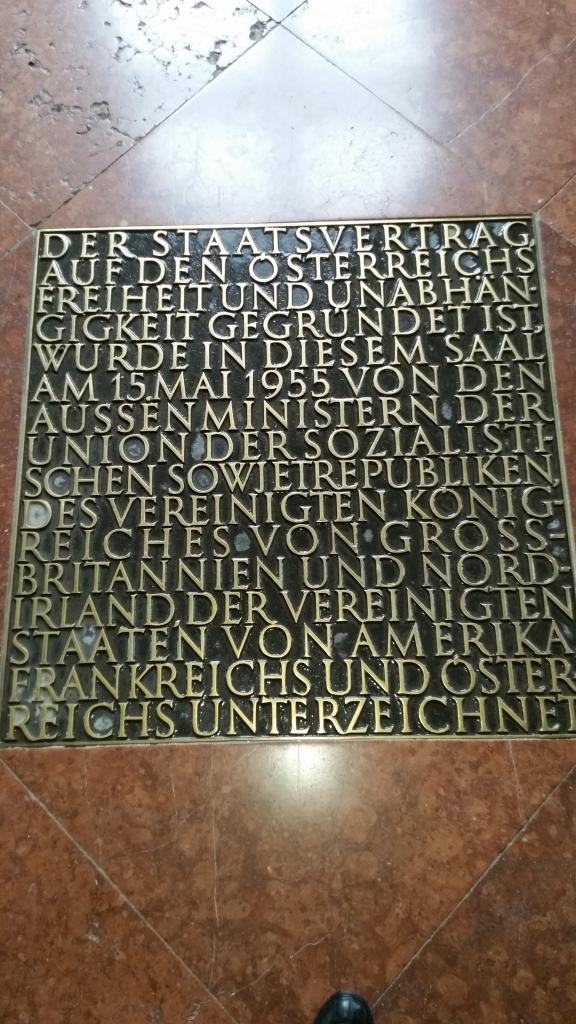 DER STAATSVERTRAG,
AUF DEN ÖSTERREICHS
FREIHEIT UND UNABHÄN-
GIGKEIT GEGRÜNDET IST,
WURDE IN DIESEM SAAL
AM 15. MAI 1955 VON DEN
AUSSENMINISTERN DER
UNION DER SOZIALISTI-
SCHEN SOWJETREPUBLIKEN,
DES VEREINIGTEN KÖNIG-
REICHES VON GROSS-
BRITANNIEN UND NORD-
IRLAND, DER VEREINIGTEN
STAATEN VON AMERIKA
FRANKREICHS UND ÖSTER
REICHS UNTERZEICHNET